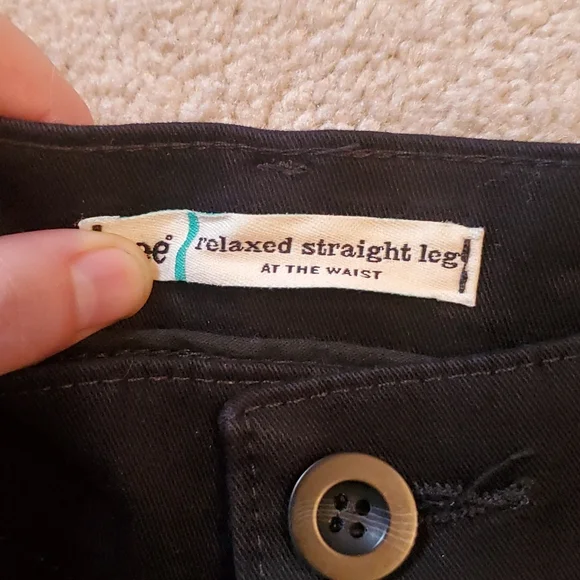 relaxed straight leg
AT THE WAIST